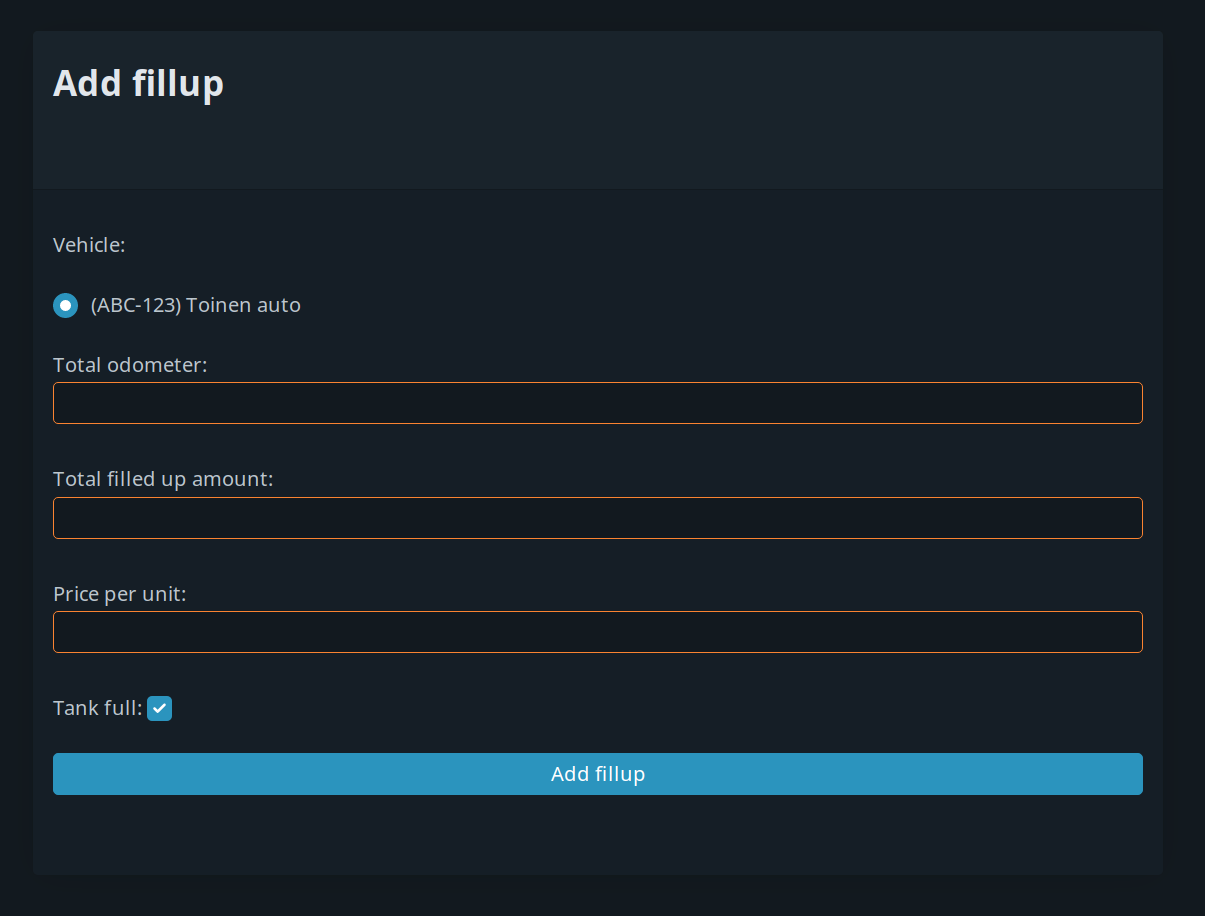 Add fillup
Vehicle:
(ABC-123) Toinen auto
Total odometer:
Total filled up amount:
Price per unit:
Tank full:
Add fillup